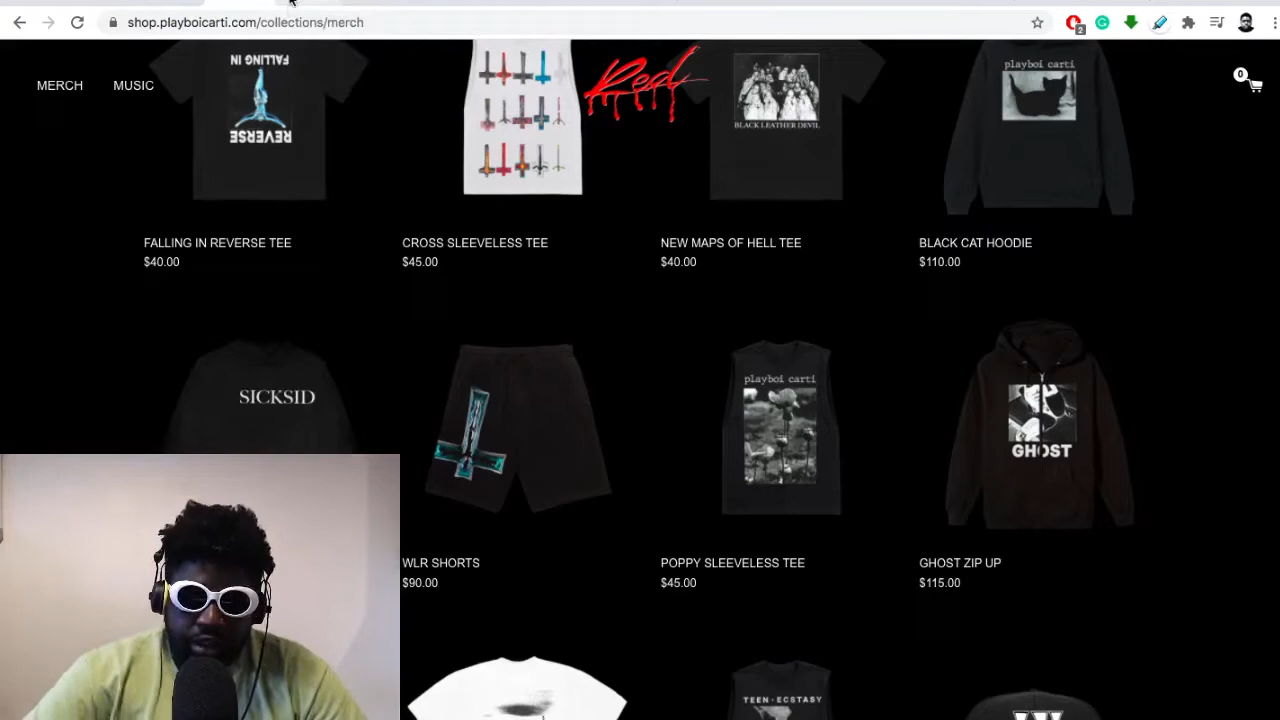 shop.playboicarti.com/collections/merch
2
MERCH
MUSIC
Red
0
FALLING IN
REVERSE
BLACK LEATHER DEVIL
playboi carti
FALLING IN REVERSE TEE
$40.00
CROSS SLEEVELESS TEE
$45.00
NEW MAPS OF HELL TEE
$40.00
BLACK CAT HOODIE
$110.00
SICKSID
playboi carti
GHOST
WLR SHORTS
$90.00
POPPY SLEEVELESS TEE
$45.00
GHOST ZIP UP
$115.00
TEEN·ECSTASY